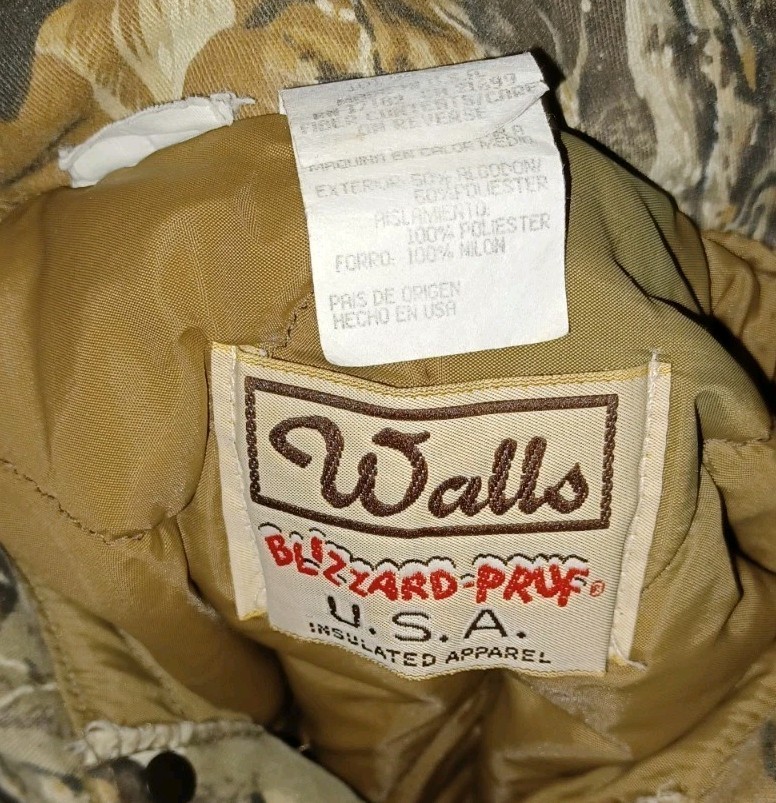 FIBER CONTENTS/CARE
ON REVERSE
MAQUINA EN CALOR MEDIO
EXTERIOR- 50% ALGODON/
50% POLIESTER
AISLAMIENTO:
100% POLIESTER
FORRO- 100% NILON
PAIS DE ORIGEN
HECHO EN USA
Walls
BLIZZARD-PRUF®
U.S.A.
INSULATED APPAREL